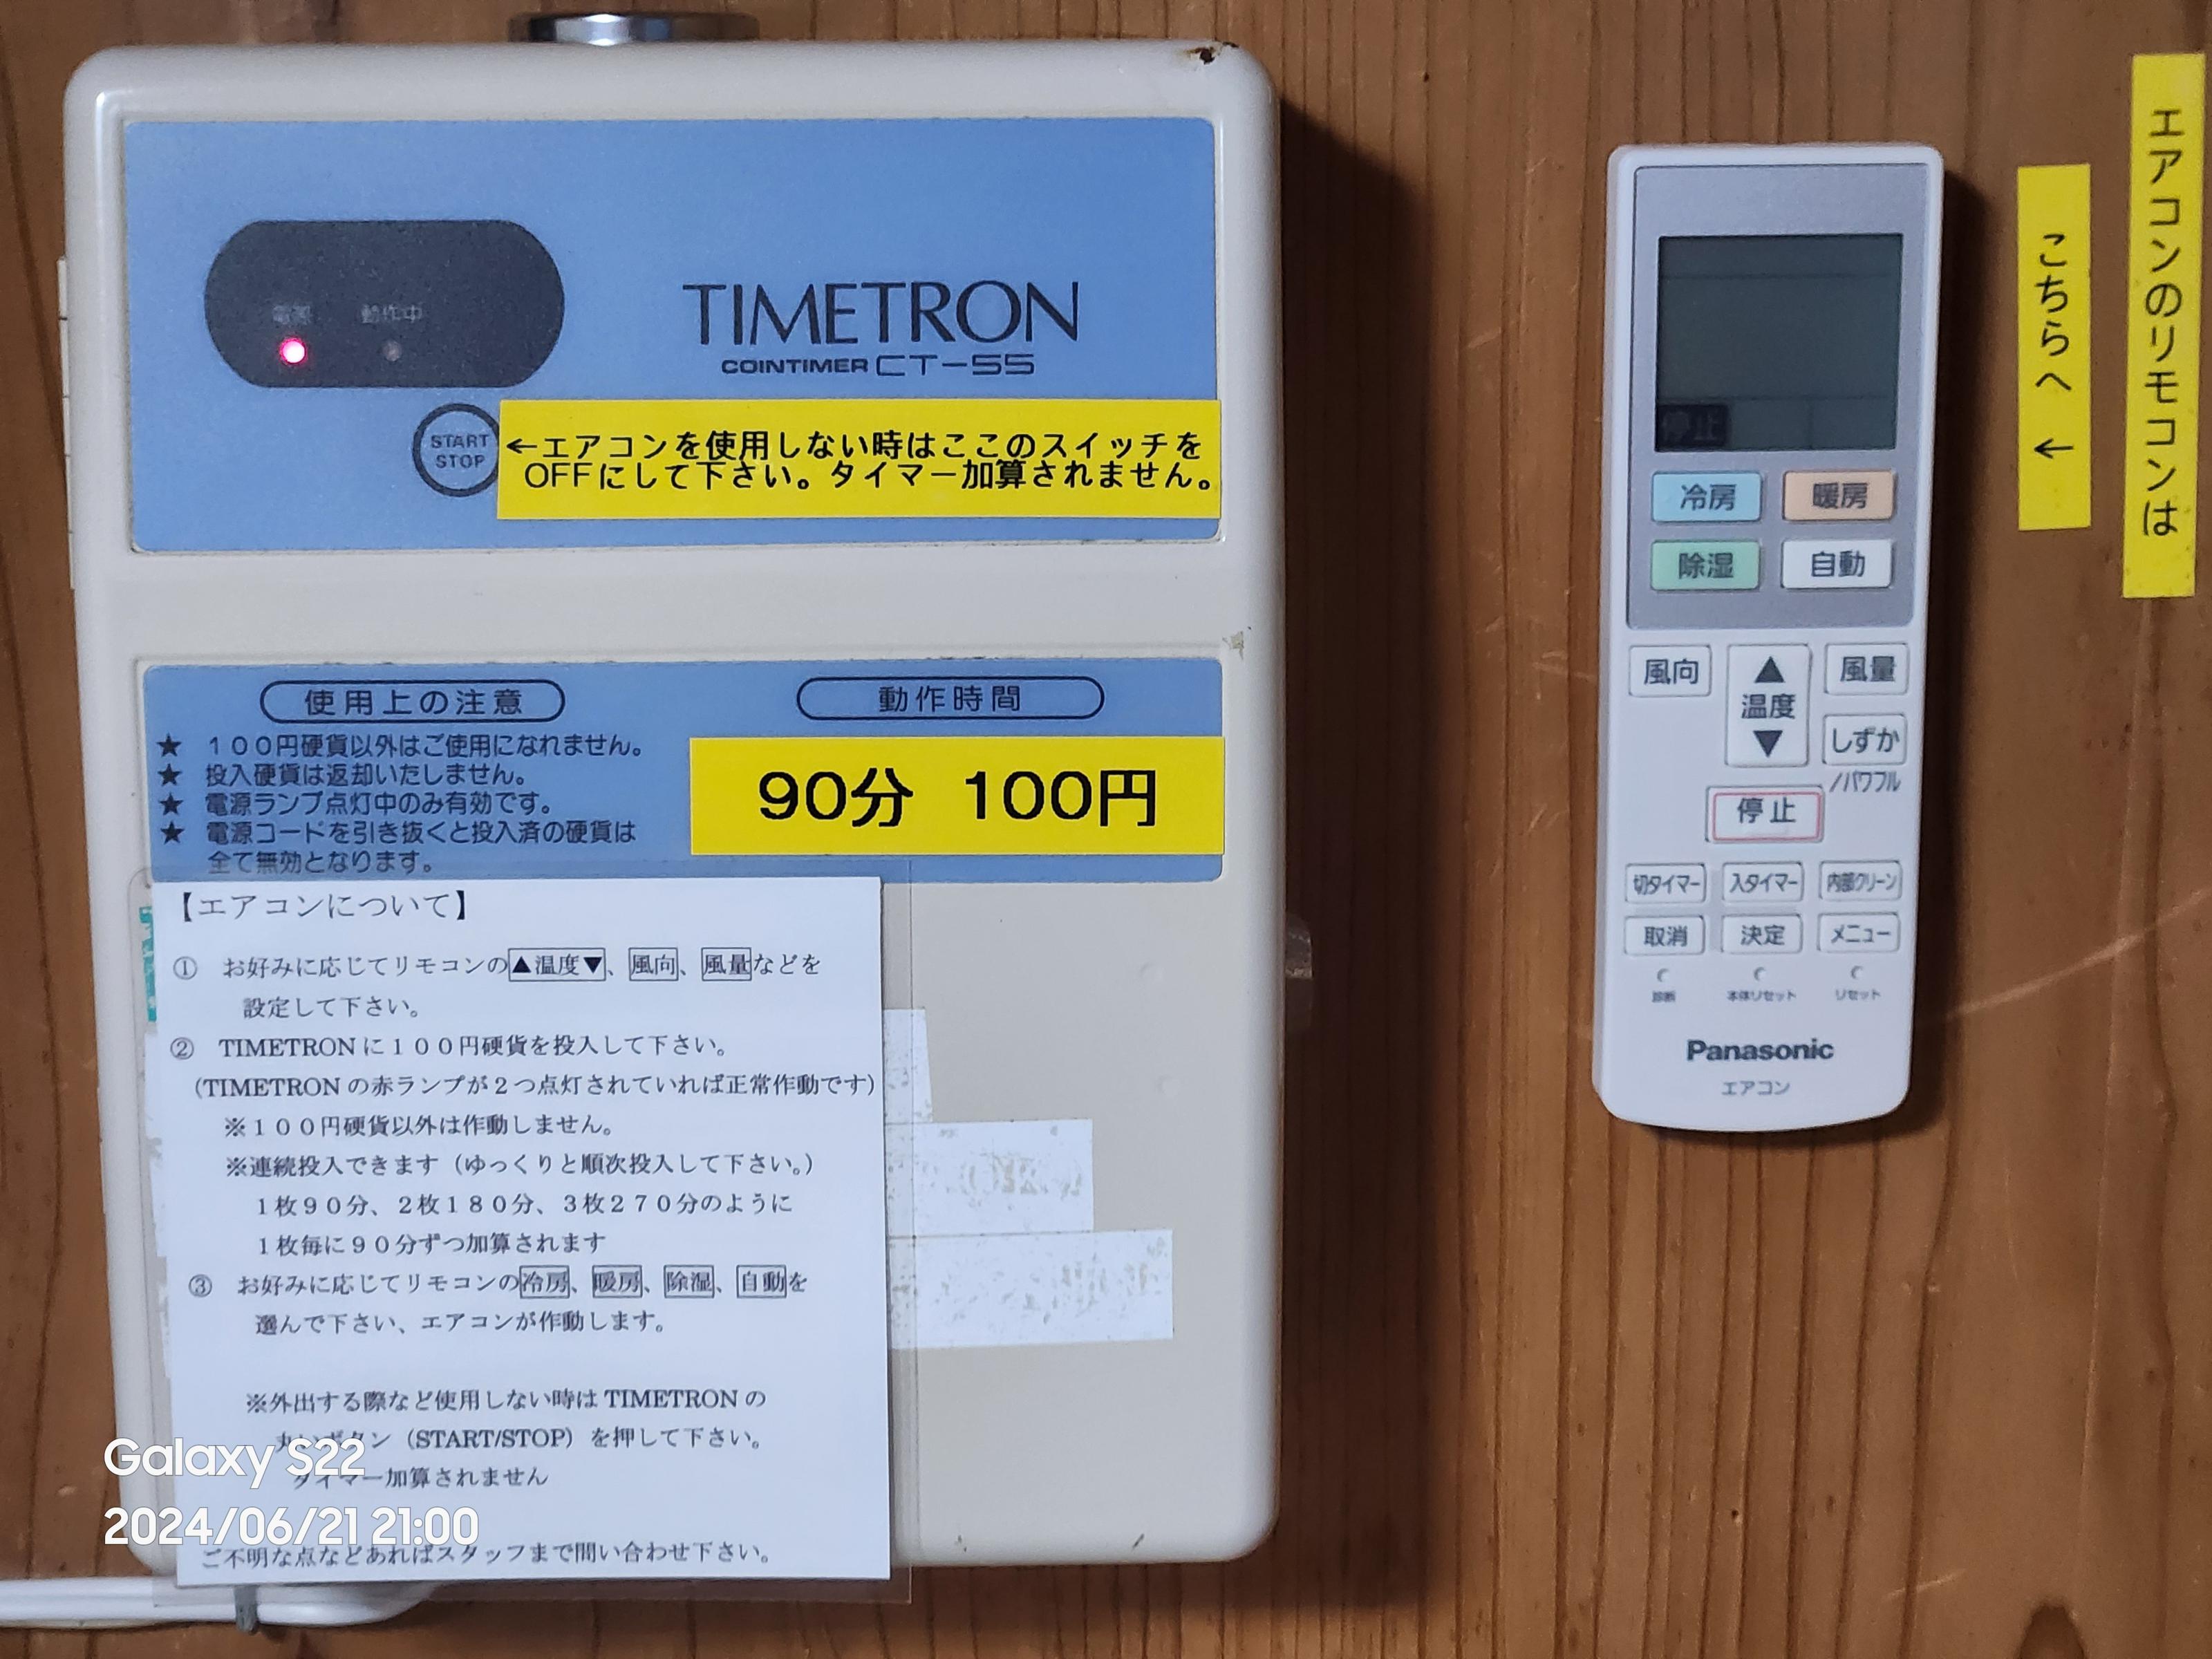 電源 動作中
TIMETRON
COINTIMER CT-55
START
STOP
←エアコンを使用しない時はここのスイッチを
OFFにして下さい。タイマー加算されません。
使用上の注意
★ 100円硬貨以外はご使用になれません。
★ 投入硬貨は返却いたしません。
★ 電源ランプ点灯中のみ有効です。
★ 電源コードを引き抜くと投入済の硬貨は
全て無効となります。
動作時間
90分 100円
【エアコンについて】
① お好みに応じてリモコンの▲温度▼、風向、風量などを
設定して下さい。
② TIMETRONに100円硬貨を投入して下さい。
(TIMETRONの赤ランプが2つ点灯されていれば正常作動です)
※100円硬貨以外は作動しません。
※連続投入できます(ゆっくりと順次投入して下さい。)
1枚90分、2枚180分、3枚270分のように
1枚毎に90分ずつ加算されます
③ お好みに応じてリモコンの冷房、暖房、除湿、自動を
選んで下さい、エアコンが作動します。
※外出する際など使用しない時はTIMETRONの
丸いボタン(START/STOP)を押して下さい。
タイマー加算されません
ご不明な点などあればスタッフまで問い合わせ下さい。
Galaxy S22
2024/06/21 21:00
停止
冷房 暖房
除湿 自動
風向 ▲温度▼ 風量
しずか
/パワフル
停止
切タイマー 入タイマー 内部クリーン
取消 決定 メニュー
診断 本体リセット リセット
Panasonic
エアコン
エアコンのリモコンは
こちらへ ←